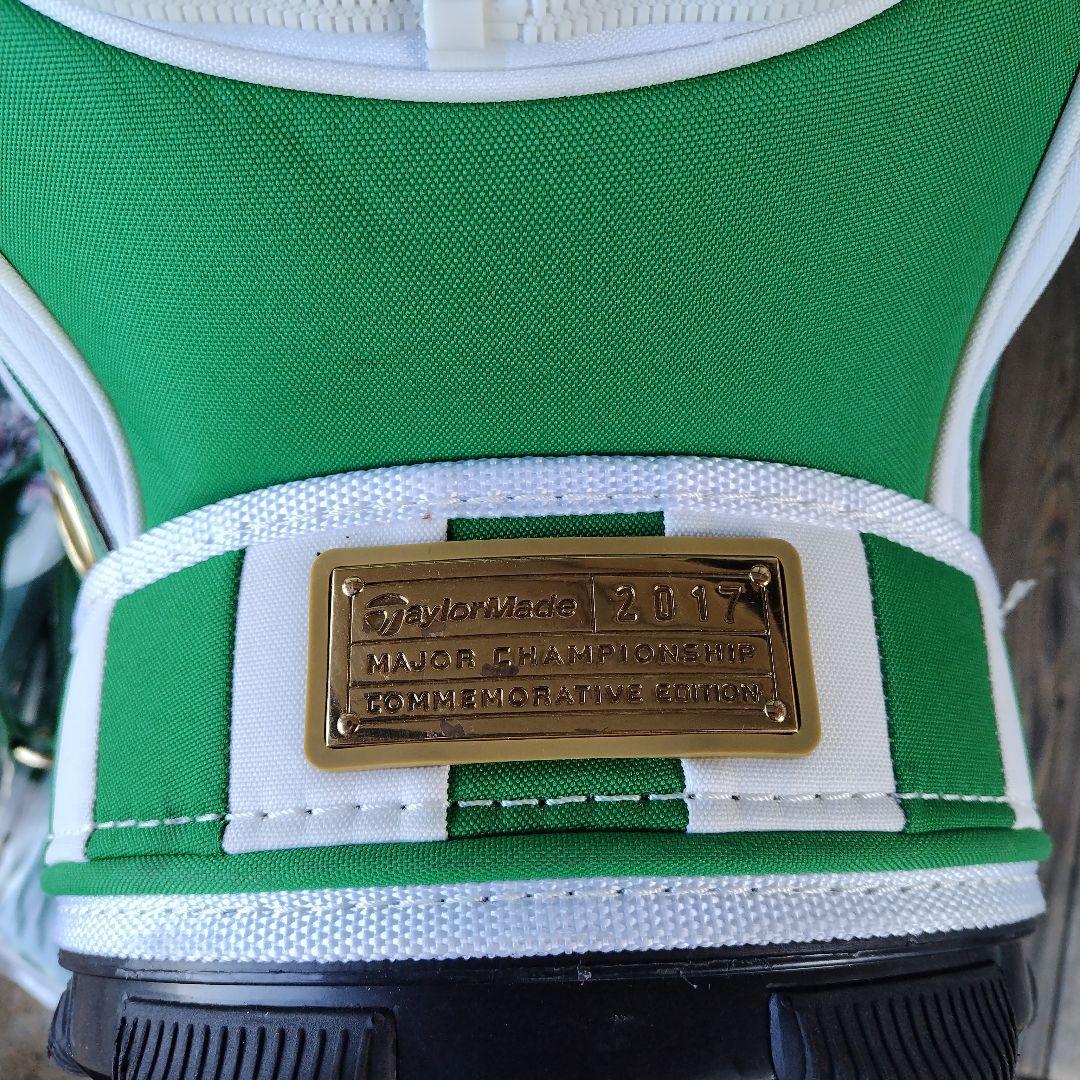 TaylorMade 2017
MAJOR CHAMPIONSHIP
COMMEMORATIVE EDITION